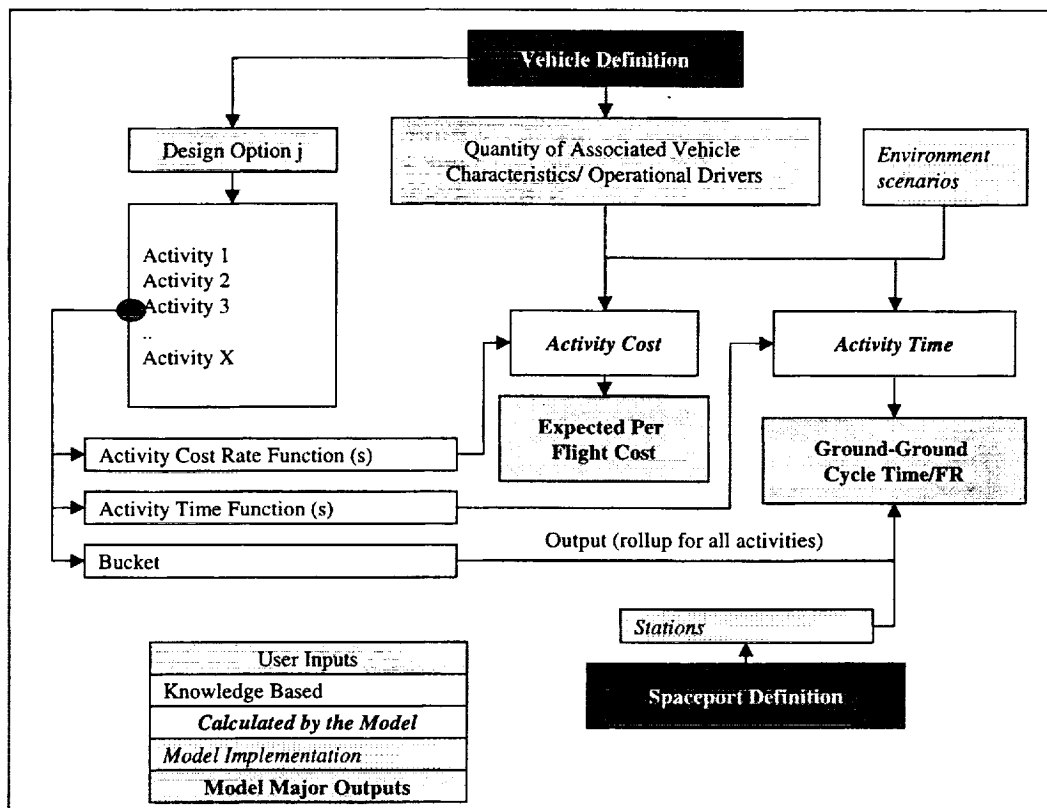 Vehicle Definition
Design Option j
Quantity of Associated Vehicle
Characteristics/ Operational Drivers
Environment
scenarios
Activity 1
Activity 2
Activity 3
..
Activity X
Activity Cost
Activity Time
Expected Per
Flight Cost
Ground-Ground
Cycle Time/FR
Activity Cost Rate Function (s)
Activity Time Function (s)
Bucket
Output (rollup for all activities)
Stations
Spaceport Definition
User Inputs
Knowledge Based
Calculated by the Model
Model Implementation
Model Major Outputs